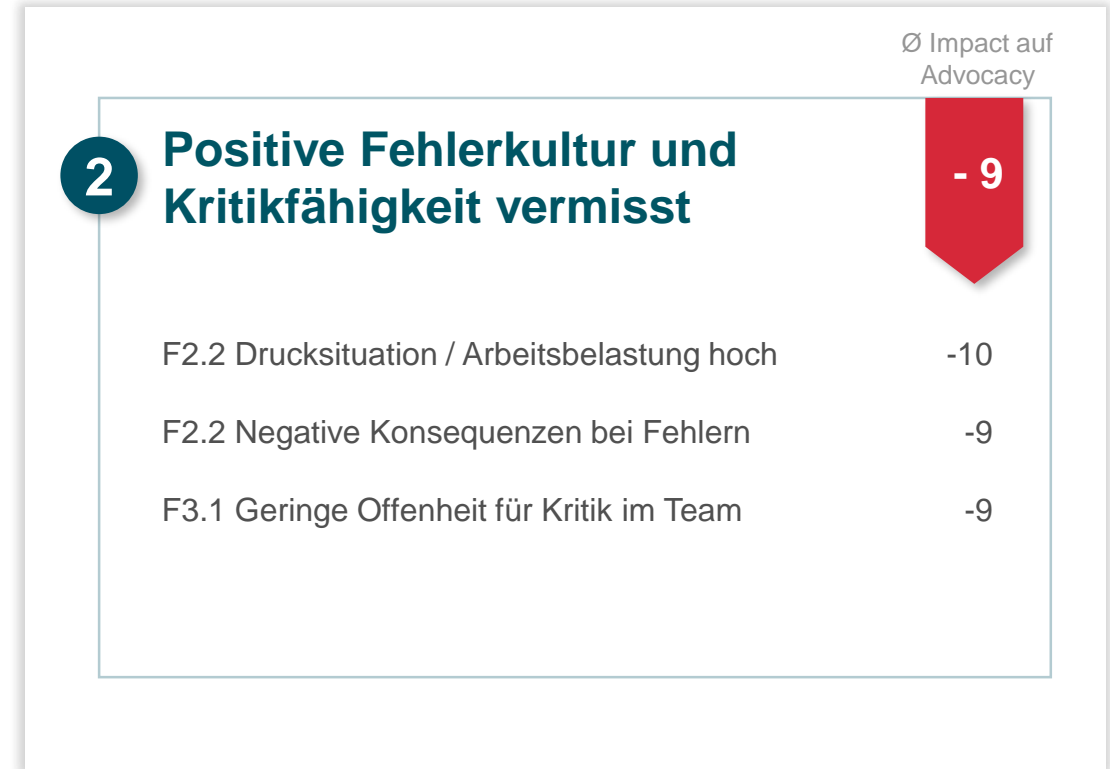 Ø Impact auf
Advocacy
2
Positive Fehlerkultur und
Kritikfähigkeit vermisst
- 9
F2.2 Drucksituation / Arbeitsbelastung hoch -10
F2.2 Negative Konsequenzen bei Fehlern -9
F3.1 Geringe Offenheit für Kritik im Team -9